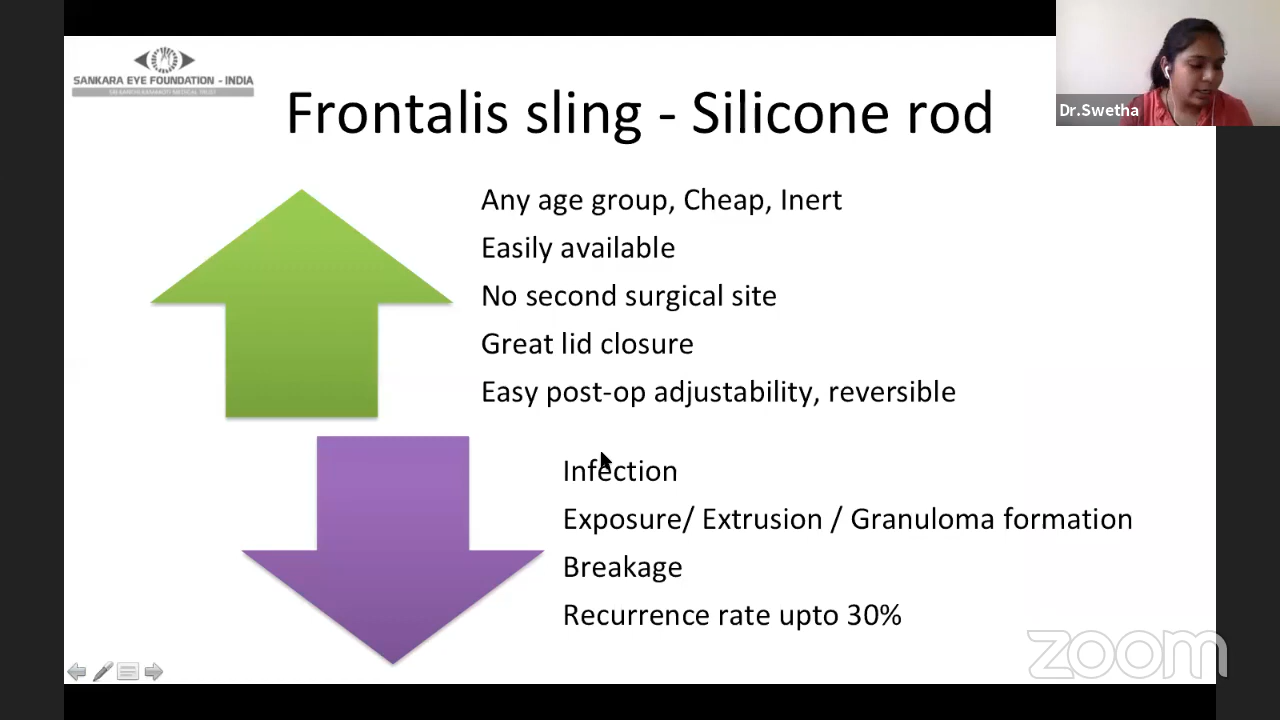 SANKARA EYE FOUNDATION - INDIA
Frontalis sling - Silicone rod
Dr.Swetha
Any age group, Cheap, Inert
Easily available
No second surgical site
Great lid closure
Easy post-op adjustability, reversible
Infection
Exposure/ Extrusion / Granuloma formation
Breakage
Recurrence rate upto 30%
zoom